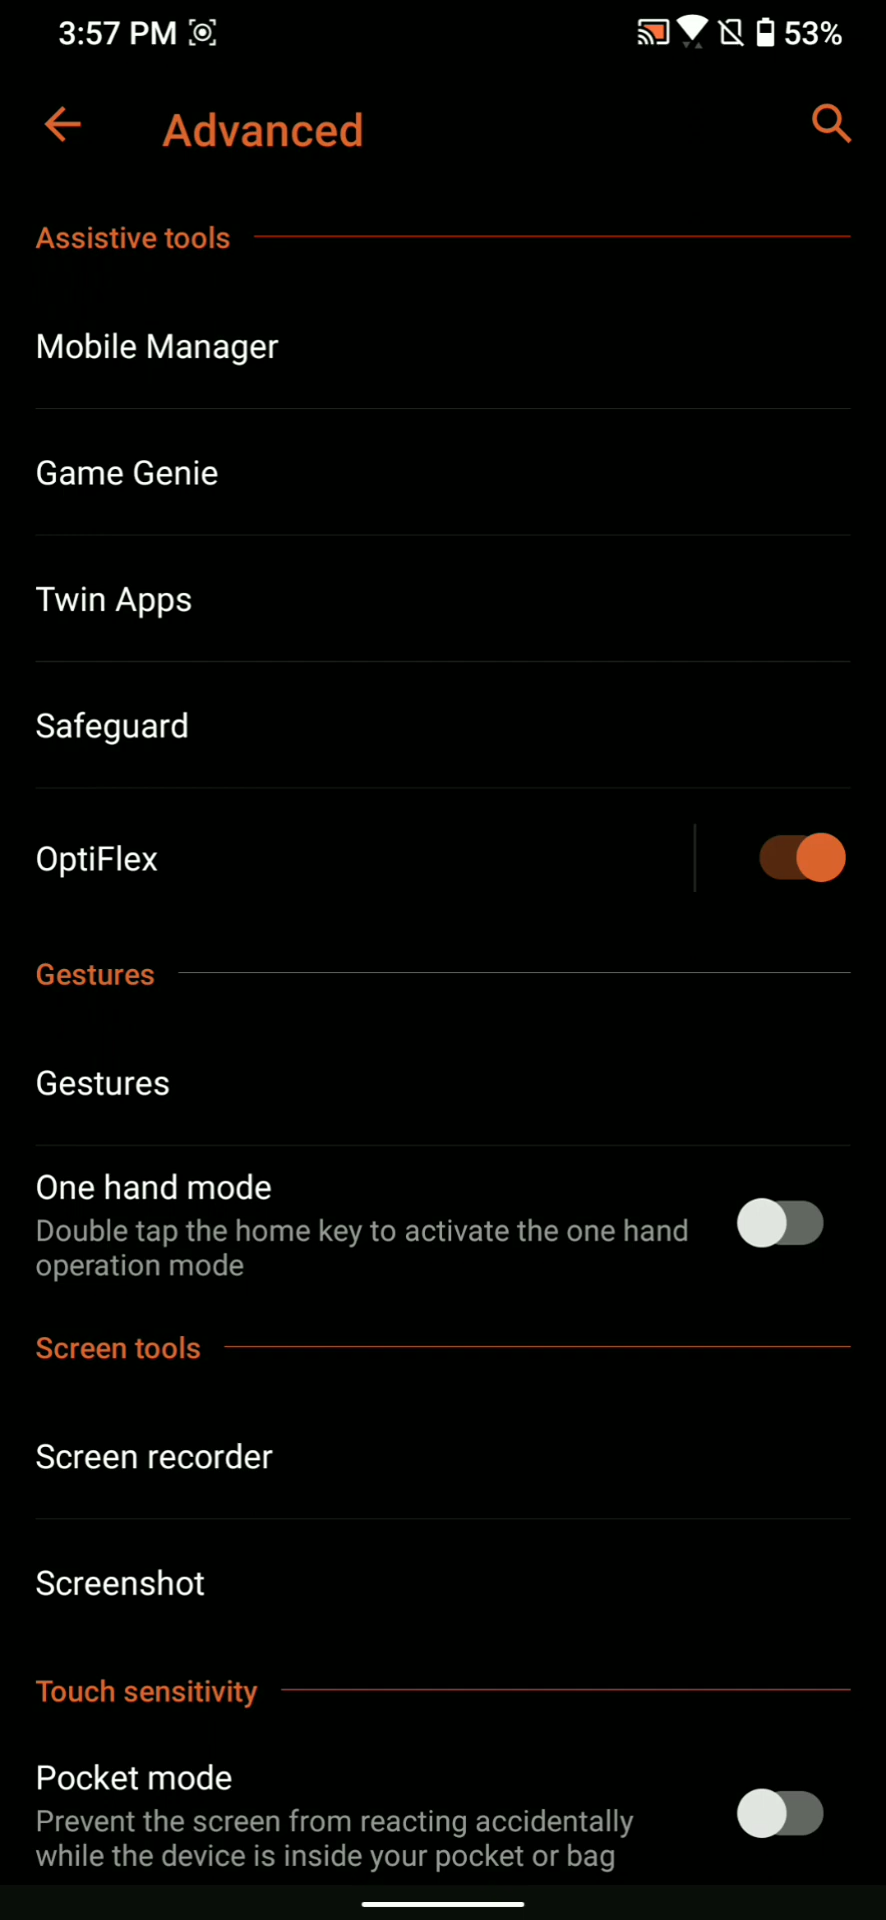 3:57 PM
53%
Advanced
Assistive tools
Mobile Manager
Game Genie
Twin Apps
Safeguard
OptiFlex
Gestures
Gestures
One hand mode
Double tap the home key to activate the one hand
operation mode
Screen tools
Screen recorder
Screenshot
Touch sensitivity
Pocket mode
Prevent the screen from reacting accidentally
while the device is inside your pocket or bag